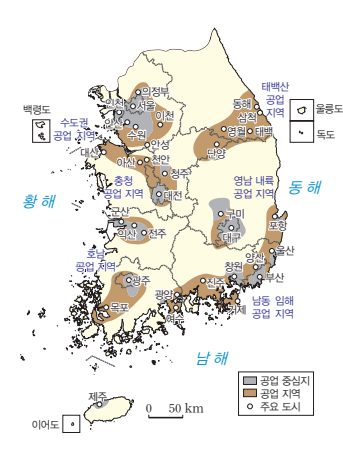 백령도
수도권
공업 지역
의정부
인천
서울
안산
수원
이천
안성
태백산
공업
지역
동해
삼척
영월
태백
단양
울릉도
독도
대산
아산
천안
청주
충청
공업 지역
대전
영남 내륙
공업 지역
황해
동해
군산
익산
전주
구미
대구
포항
호남
공업 지역
광주
목포
광양
여수
진주
창원
양산
울산
부산
거제
남동 임해
공업 지역
남해
제주
이어도
0 50 km
공업 중심지
공업 지역
주요 도시